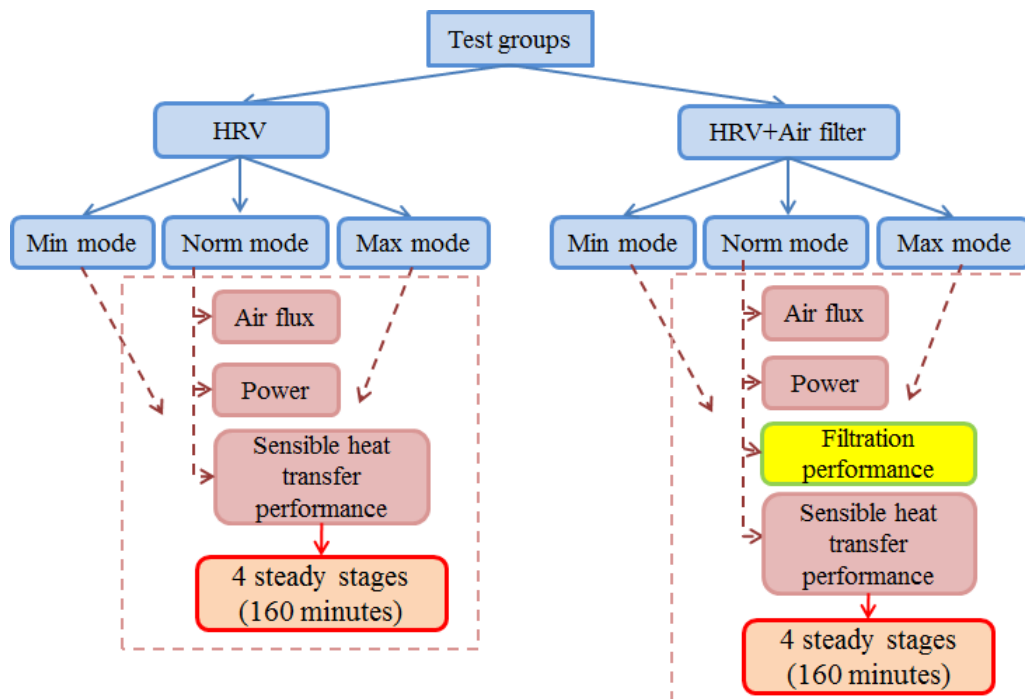 Test groups
HRV
HRV+Air filter
Min mode
Norm mode
Max mode
Min mode
Norm mode
Max mode
Air flux
Power
Sensible heat
transfer
performance
4 steady stages
(160 minutes)
Air flux
Power
Filtration
performance
Sensible heat
transfer
performance
4 steady stages
(160 minutes)